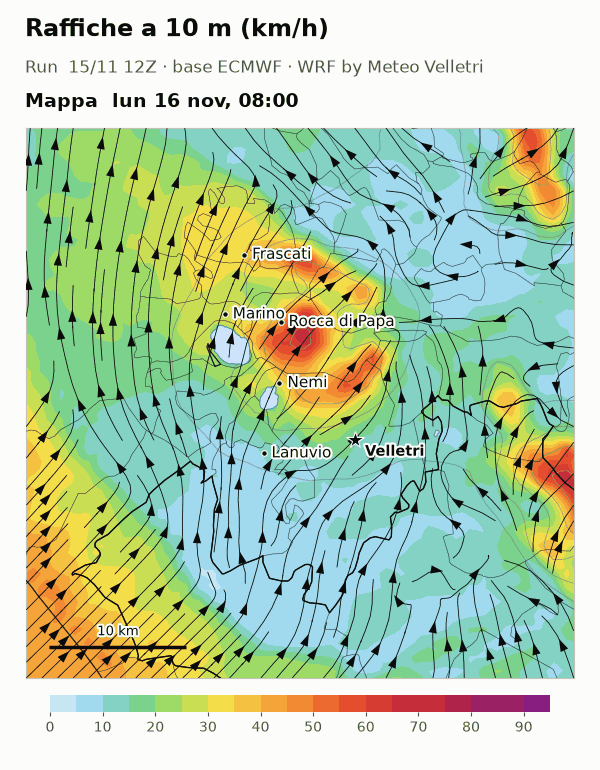 Raffiche a 10 m (km/h)
Run  15/11 12Z · base ECMWF · WRF by Meteo Velletri
Mappa  lun 16 nov, 08:00
Frascati
Marino
Rocca di Papa
Nemi
Velletri
Lanuvio
10 km
0 10 20 30 40 50 60 70 80 90